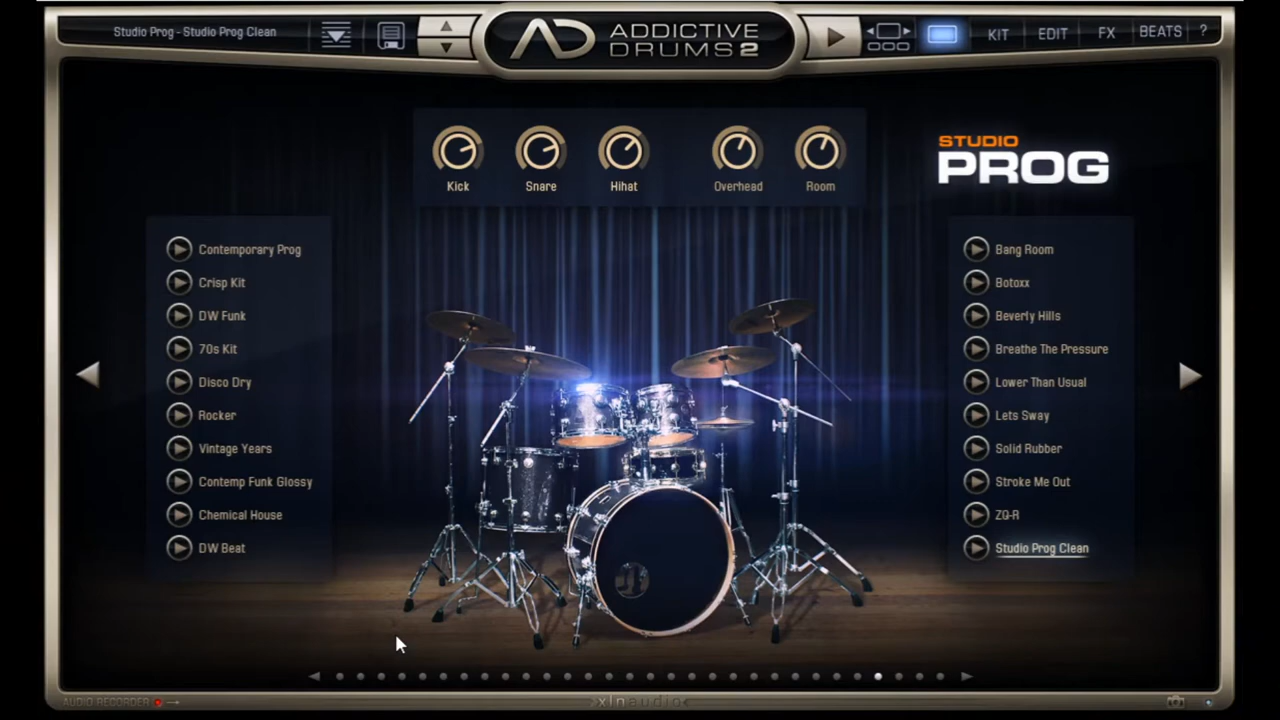 Studio Prog - Studio Prog Clean
ADDICTIVE
DRUMS 2
KIT
EDIT
FX
BEATS
?
Kick
Snare
Hihat
Overhead
Room
STUDIO
PROG
Contemporary Prog
Crisp Kit
DW Funk
70s Kit
Disco Dry
Rocker
Vintage Years
Contemp Funk Glossy
Chemical House
DW Beat
Bang Room
Botoxx
Beverly Hills
Breathe The Pressure
Lower Than Usual
Lets Sway
Solid Rubber
Stroke Me Out
ZQ-R
Studio Prog Clean
AUDIO RECORDER
xlnaudio